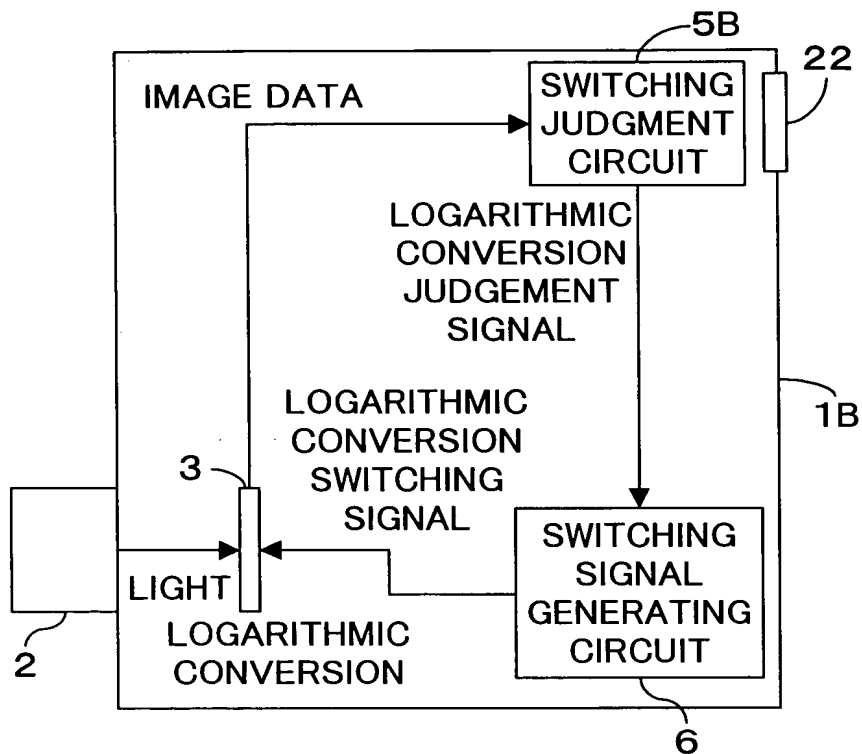 5B
22
IMAGE DATA
SWITCHING
JUDGMENT
CIRCUIT
LOGARITHMIC
CONVERSION
JUDGEMENT
SIGNAL
1B
LOGARITHMIC
CONVERSION
SWITCHING
SIGNAL
3
LIGHT
2
LOGARITHMIC
CONVERSION
SWITCHING
SIGNAL
GENERATING
CIRCUIT
6